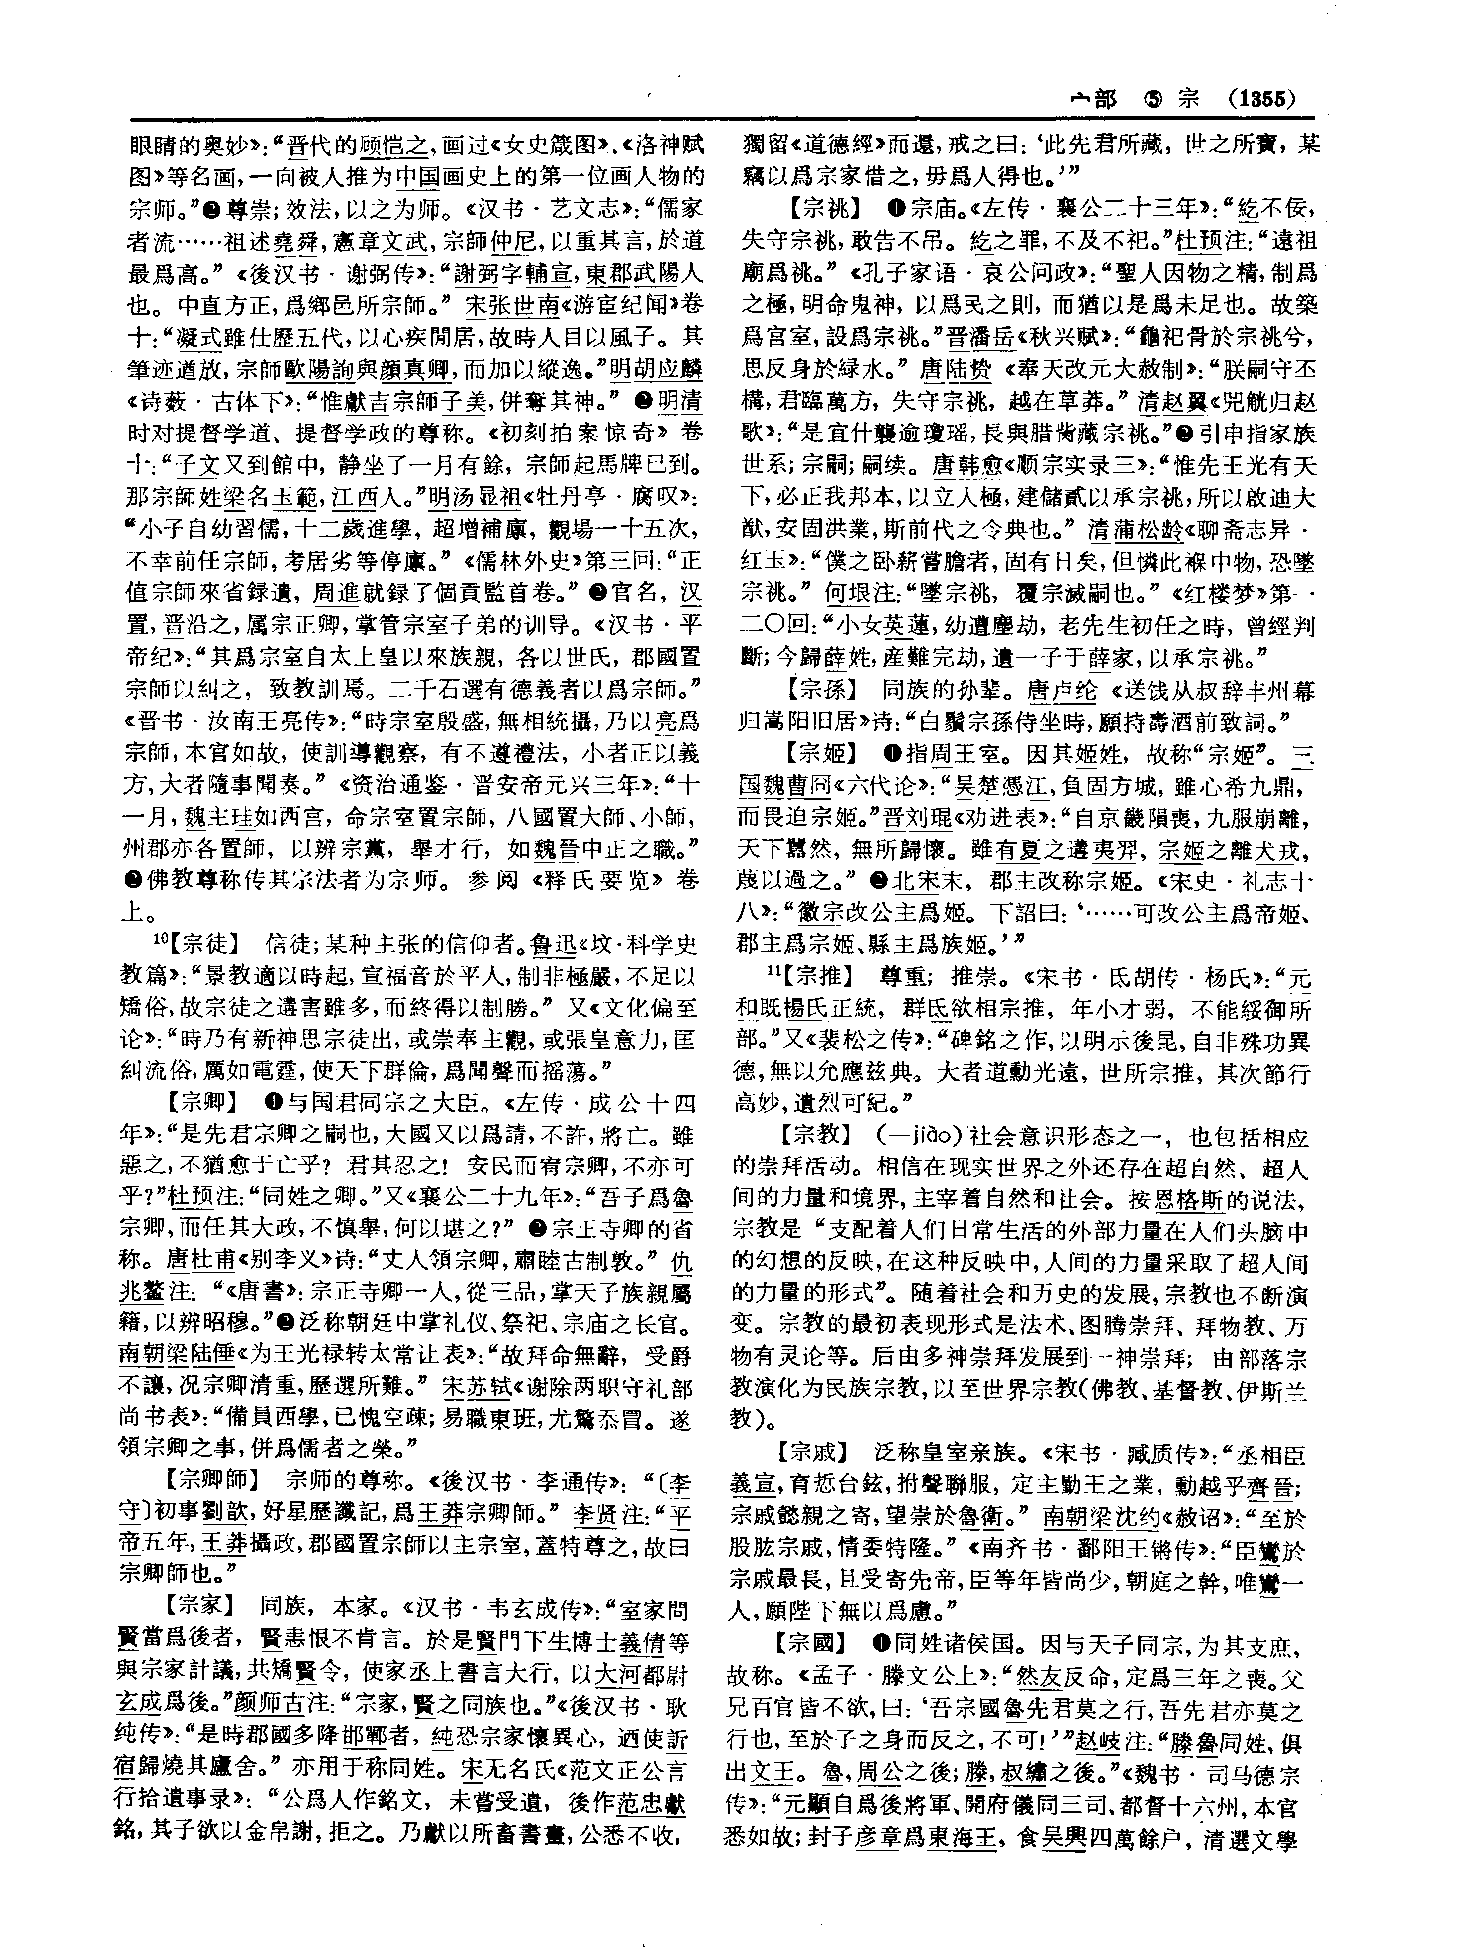 宀部 ⑤ 宗 (1355)
眼睛的奥妙》：“晋代的顾恺之，画过《女史箴图》、《洛神赋
图》等名画，一向被人推为中国画史上的第一位画人物的
宗师。”❷尊崇；效法，以之为师。《汉书·艺文志》：“儒家
者流……祖述堯舜，憲章文武，宗師仲尼，以重其言，於道
最爲高。”《後汉书·谢弼传》：“謝弼字輔宣，東郡武陽人
也。中直方正，爲鄉邑所宗師。”宋张世南《游宦纪闻》卷
十：“凝式雖仕歷五代，以心疾閒居，故時人目以風子。其
筆迹遒放，宗師歐陽詢與顔真卿，而加以縱逸。”明胡应麟
《诗薮·古体下》：“惟獻吉宗師子美，併奪其神。”❸明清
时对提督学道、提督学政的尊称。《初刻拍案惊奇》卷
十：“子文又到館中，静坐了一月有餘，宗師起馬牌已到。
那宗師姓梁名士範，江西人。”明汤显祖《牡丹亭·腐叹》：
“小子自幼習儒，十二歲進學，超增補廪，觀場一十五次，
不幸前任宗師，考居劣等停廪。”《儒林外史》第三回：“正
值宗師來省録遺，周進就録了個貢監首卷。”❹官名，汉
置，晋沿之，属宗正卿，掌管宗室子弟的训导。《汉书·平
帝纪》：“其爲宗室自太上皇以來族親，各以世氏，郡國置
宗師以糾之，致教訓焉。二千石選有德義者以爲宗師。”
《晋书·汝南王亮传》：“時宗室殷盛，無相統攝，乃以亮爲
宗師，本官如故，使訓導觀察，有不遵禮法，小者正以義
方，大者隨事聞奏。”《资治通鉴·晋安帝元兴三年》：“十
一月，魏主珪如西宫，命宗室置宗師，八國置大師、小師，
州郡亦各置師，以辨宗黨，舉才行，如魏晉中正之職。”
❺佛教尊称传其宗法者为宗师。参阅《释氏要览》卷
上。
¹⁰【宗徒】 信徒；某种主张的信仰者。鲁迅《坟·科学史
教篇》：“景教適以時起，宣福音於平人，制非極嚴，不足以
矯俗，故宗徒之遘害雖多，而終得以制勝。”又《文化偏至
论》：“時乃有新神思宗徒出，或崇奉主觀，或張皇意力，匡
糾流俗，厲如電霆，使天下群倫，爲聞聲而摇蕩。”
【宗卿】 ❶与国君同宗之大臣。《左传·成公十四
年》：“是先君宗卿之嗣也，大國又以爲請，不許，將亡。雖
惡之，不猶愈于亡乎？君其忍之！安民而宥宗卿，不亦可
乎？”杜预注：“同姓之卿。”又《襄公二十九年》：“吾子爲魯
宗卿，而任其大政，不慎舉，何以堪之？”❷宗正寺卿的省
称。唐杜甫《别李义》诗：“丈人領宗卿，肅睦古制敦。”仇
兆鳌注：“《唐書》：宗正寺卿一人，從三品，掌天子族親屬
籍，以辨昭穆。”❸泛称朝廷中掌礼仪、祭祀、宗庙之长官。
南朝梁陆倕《为王光禄转太常让表》：“故拜命無辭，受爵
不讓，况宗卿清重，歷選所難。”宋苏轼《谢除两职守礼部
尚书表》：“備員西學，已愧空疎；易職東班，尤驚忝冒。遂
領宗卿之事，併爲儒者之榮。”
【宗卿師】 宗师的尊称。《後汉书·李通传》：“〔李
守〕初事劉歆，好星歷讖記，爲王莽宗卿師。”李贤注：“平
帝五年，王莽攝政，郡國置宗師以主宗室，蓋特尊之，故曰
宗卿師也。”
【宗家】 同族，本家。《汉书·韦玄成传》：“室家問
賢當爲後者，賢恚恨不肯言。於是賢門下生博士義倩等
與宗家計議，共矯賢令，使家丞上書言大行，以大河都尉
玄成爲後。”颜师古注：“宗家，賢之同族也。”《後汉书·耿
纯传》：“是時郡國多降邯鄲者，純恐宗家懷異心，迺使訢
宿歸燒其廬舍。”亦用于称同姓。宋无名氏《范文正公言
行拾遗事录》：“公爲人作銘文，未嘗受遺，後作范忠獻
銘，其子欲以金帛謝，拒之。乃獻以所畜書畫，公悉不收，
獨留《道德經》而還，戒之曰：‘此先君所藏，世之所寶，某
竊以爲宗家惜之，毋爲人得也。’”
【宗祧】 ❶宗庙。《左传·襄公二十三年》：“紇不佞，
失守宗祧，敢告不吊。紇之罪，不及不祀。”杜预注：“遠祖
廟爲祧。”《孔子家语·哀公问政》：“聖人因物之精，制爲
之極，明命鬼神，以爲民之則，而猶以是爲未足也。故築
爲宫室，設爲宗祧。”晋潘岳《秋兴赋》：“龜祀骨於宗祧兮，
思反身於緑水。”唐陆贽《奉天改元大赦制》：“朕嗣守丕
構，君臨萬方，失守宗祧，越在草莽。”清赵翼《兕觥归赵
歌》：“是宜什襲逾瓊瑶，長與腊胔藏宗祧。”❷引申指家族
世系；宗嗣；嗣续。唐韩愈《顺宗实录三》：“惟先王光有天
下，必正我邦本，以立人極，建儲貳以承宗祧，所以啟迪大
猷，安固洪業，斯前代之令典也。”清蒲松龄《聊斋志异·
红玉》：“僕之卧薪嘗膽者，固有日矣，但憐此褓中物，恐墜
宗祧。”何垠注：“墜宗祧，覆宗滅嗣也。”《红楼梦》第一
二〇回：“小女英蓮，幼遭塵劫，老先生初任之時，曾經判
斷；今歸薛姓，産難完劫，遺一子于薛家，以承宗祧。”
【宗孫】 同族的孙辈。唐卢纶《送饯从叔辞丰州幕
归嵩阳旧居》诗：“白鬚宗孫侍坐時，願持壽酒前致詞。”
【宗姬】 ❶指周王室。因其姬姓，故称“宗姬”。三
国魏曹冏《六代论》：“吴楚憑江，負固方城，雖心希九鼎，
而畏迫宗姬。”晋刘琨《劝进表》：“自京畿隕喪，九服崩離，
天下囂然，無所歸懷。雖有夏之遘夷羿，宗姬之離犬戎，
蔑以過之。”❷北宋末，郡主改称宗姬。《宋史·礼志十
八》：“徽宗改公主爲姬。下詔曰：‘……可改公主爲帝姬、
郡主爲宗姬、縣主爲族姬。’”
¹¹【宗推】 尊重；推崇。《宋书·氐胡传·杨氏》：“元
和既楊氏正統，群氐欲相宗推，年小才弱，不能綏御所
部。”又《裴松之传》：“碑銘之作，以明示後昆，自非殊功異
德，無以允應兹典。大者道勳光遠，世所宗推，其次節行
高妙，遺烈可紀。”
【宗教】 (—jiào)社会意识形态之一，也包括相应
的崇拜活动。相信在现实世界之外还存在超自然、超人
间的力量和境界，主宰着自然和社会。按恩格斯的说法，
宗教是“支配着人们日常生活的外部力量在人们头脑中
的幻想的反映，在这种反映中，人间的力量采取了超人间
的力量的形式”。随着社会和历史的发展，宗教也不断演
变。宗教的最初表现形式是法术、图腾崇拜、拜物教、万
物有灵论等。后由多神崇拜发展到一神崇拜；由部落宗
教演化为民族宗教，以至世界宗教(佛教、基督教、伊斯兰
教)。
【宗戚】 泛称皇室亲族。《宋书·臧质传》：“丞相臣
義宣，育悊台鉉，拊聲聯服，定主勤王之業，勳越乎齊晉；
宗戚懿親之寄，望崇於魯衛。”南朝梁沈约《赦诏》：“至於
股肱宗戚，情委特隆。”《南齐书·鄱阳王锵传》：“臣鸞於
宗戚最長，且受寄先帝，臣等年皆尚少，朝庭之幹，唯鸞一
人，願陛下無以爲慮。”
【宗國】 ❶同姓诸侯国。因与天子同宗，为其支庶，
故称。《孟子·滕文公上》：“然友反命，定爲三年之喪。父
兄百官皆不欲，曰：‘吾宗國魯先君莫之行，吾先君亦莫之
行也，至於子之身而反之，不可！’”赵岐注：“滕魯同姓，俱
出文王。魯，周公之後；滕，叔繡之後。”《魏书·司马德宗
传》：“元顯自爲後將軍、開府儀同三司、都督十六州，本官
悉如故；封子彦章爲東海王，食吴興四萬餘户，清選文學